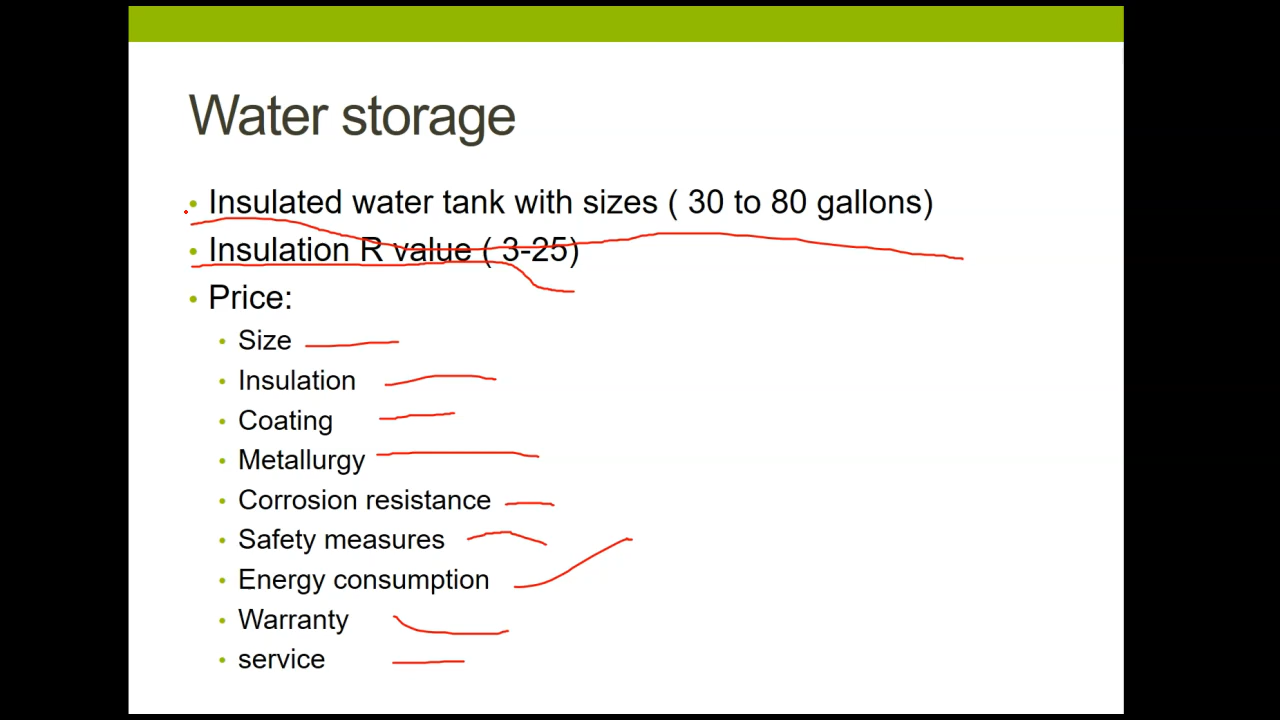 Water storage
• Insulated water tank with sizes ( 30 to 80 gallons)
• Insulation R value ( 3-25)
• Price:
• Size
• Insulation
• Coating
• Metallurgy
• Corrosion resistance
• Safety measures
• Energy consumption
• Warranty
• service